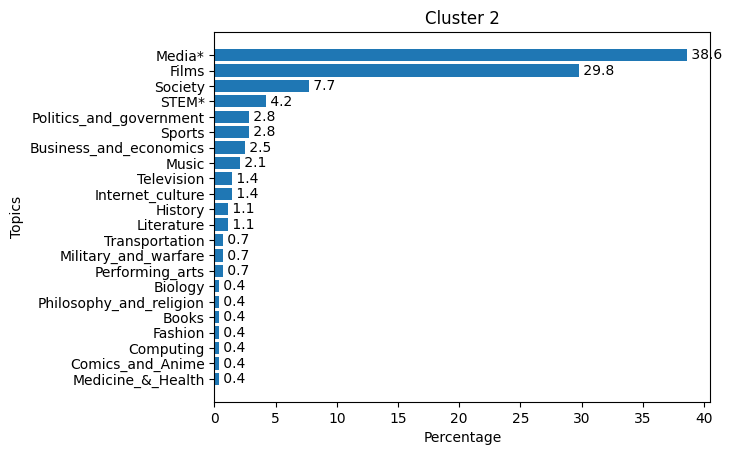 Cluster 2
Topics
Media* 38.6
Films 29.8
Society 7.7
STEM* 4.2
Politics_and_government 2.8
Sports 2.8
Business_and_economics 2.5
Music 2.1
Television 1.4
Internet_culture 1.4
History 1.1
Literature 1.1
Transportation 0.7
Military_and_warfare 0.7
Performing_arts 0.7
Biology 0.4
Philosophy_and_religion 0.4
Books 0.4
Fashion 0.4
Computing 0.4
Comics_and_Anime 0.4
Medicine_&_Health 0.4
0 5 10 15 20 25 30 35 40
Percentage